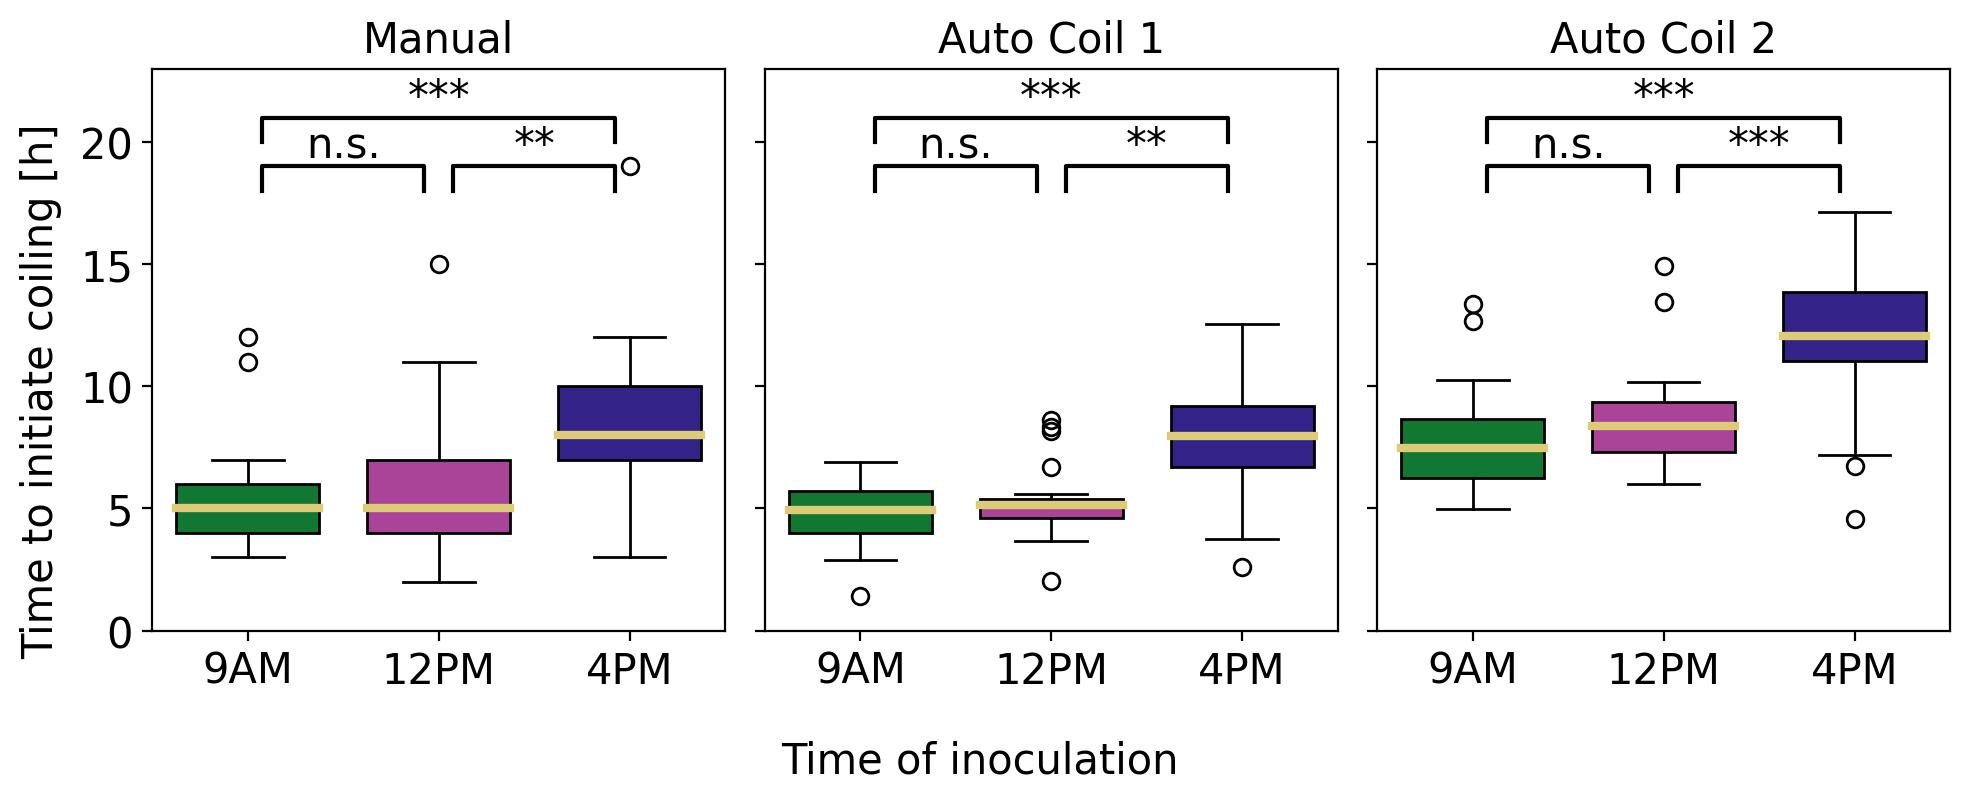 Manual
Auto Coil 1
Auto Coil 2
Time to initiate coiling [h]
20
15
10
5
0
***
n.s.
**
***
n.s.
**
***
n.s.
***
9AM 12PM 4PM
9AM 12PM 4PM
9AM 12PM 4PM
Time of inoculation